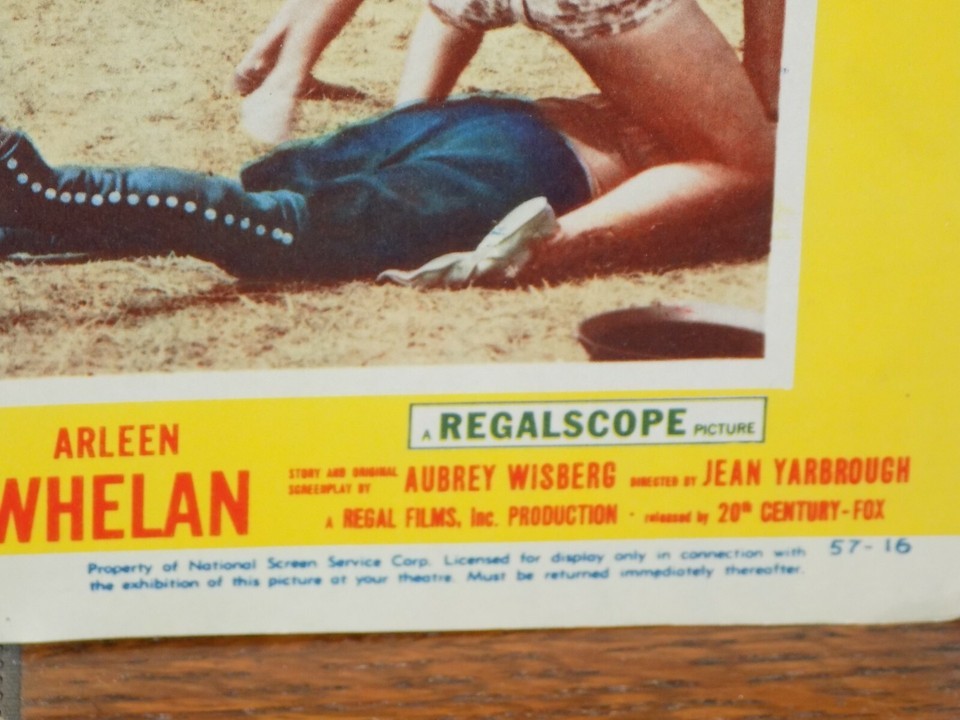 A REGALSCOPE PICTURE
ARLEEN
WHELAN
STORY AND ORIGINAL
SCREENPLAY BY AUBREY WISBERG DIRECTED BY JEAN YARBROUGH
A REGAL FILMS, Inc. PRODUCTION · released by 20th CENTURY-FOX
Property of National Screen Service Corp. Licensed for display only in connection with
the exhibition of this picture at your theatre. Must be returned immediately thereafter.
57-16